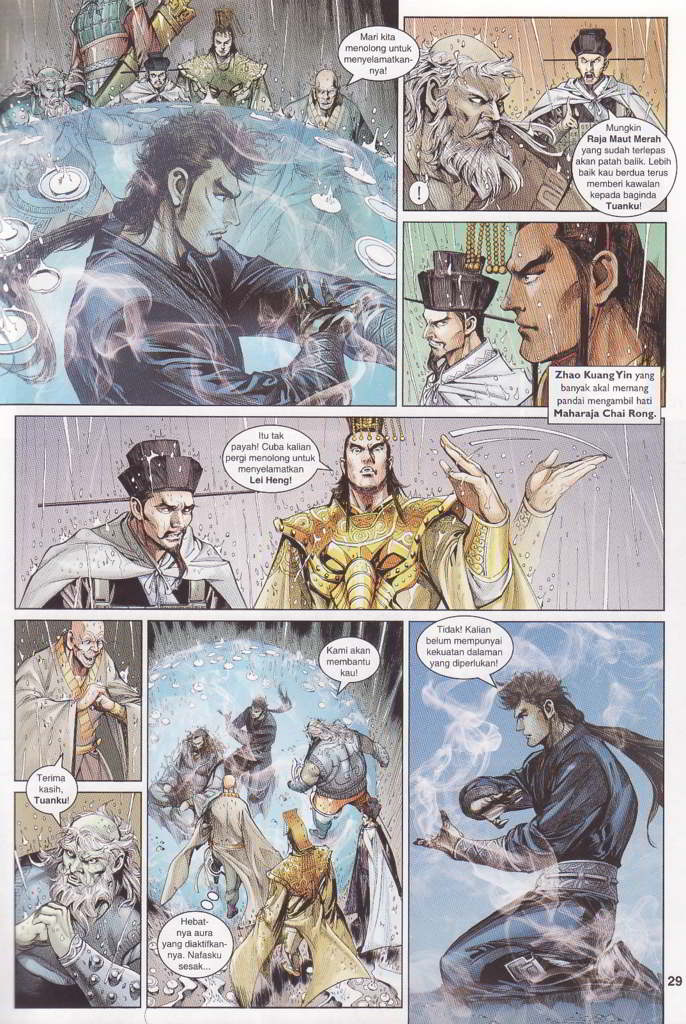 Mari kita
menolong untuk
menyelamatkan-
nya!
!
Mungkin
Raja Maut Merah
yang sudah terlepas
akan patah balik. Lebih
baik kau berdua terus
memberi kawalan
kepada baginda
Tuanku!
Zhao KuangYin yang
banyak akal memang
pandai mengambil hati
Maharaja Chai Rong.
Itu tak
payah! Cuba kalian
pergi menolong untuk
menyelamatkan
Lei Heng!
Terima
kasih,
Tuanku!
Kami akan
membantu
kau!
Hebat-
nya aura
yang diaktifkan-
nya. Nafasku
sesak...
Tidak! Kalian
belum mempunyai
kekuatan dalaman
yang diperlukan!
29